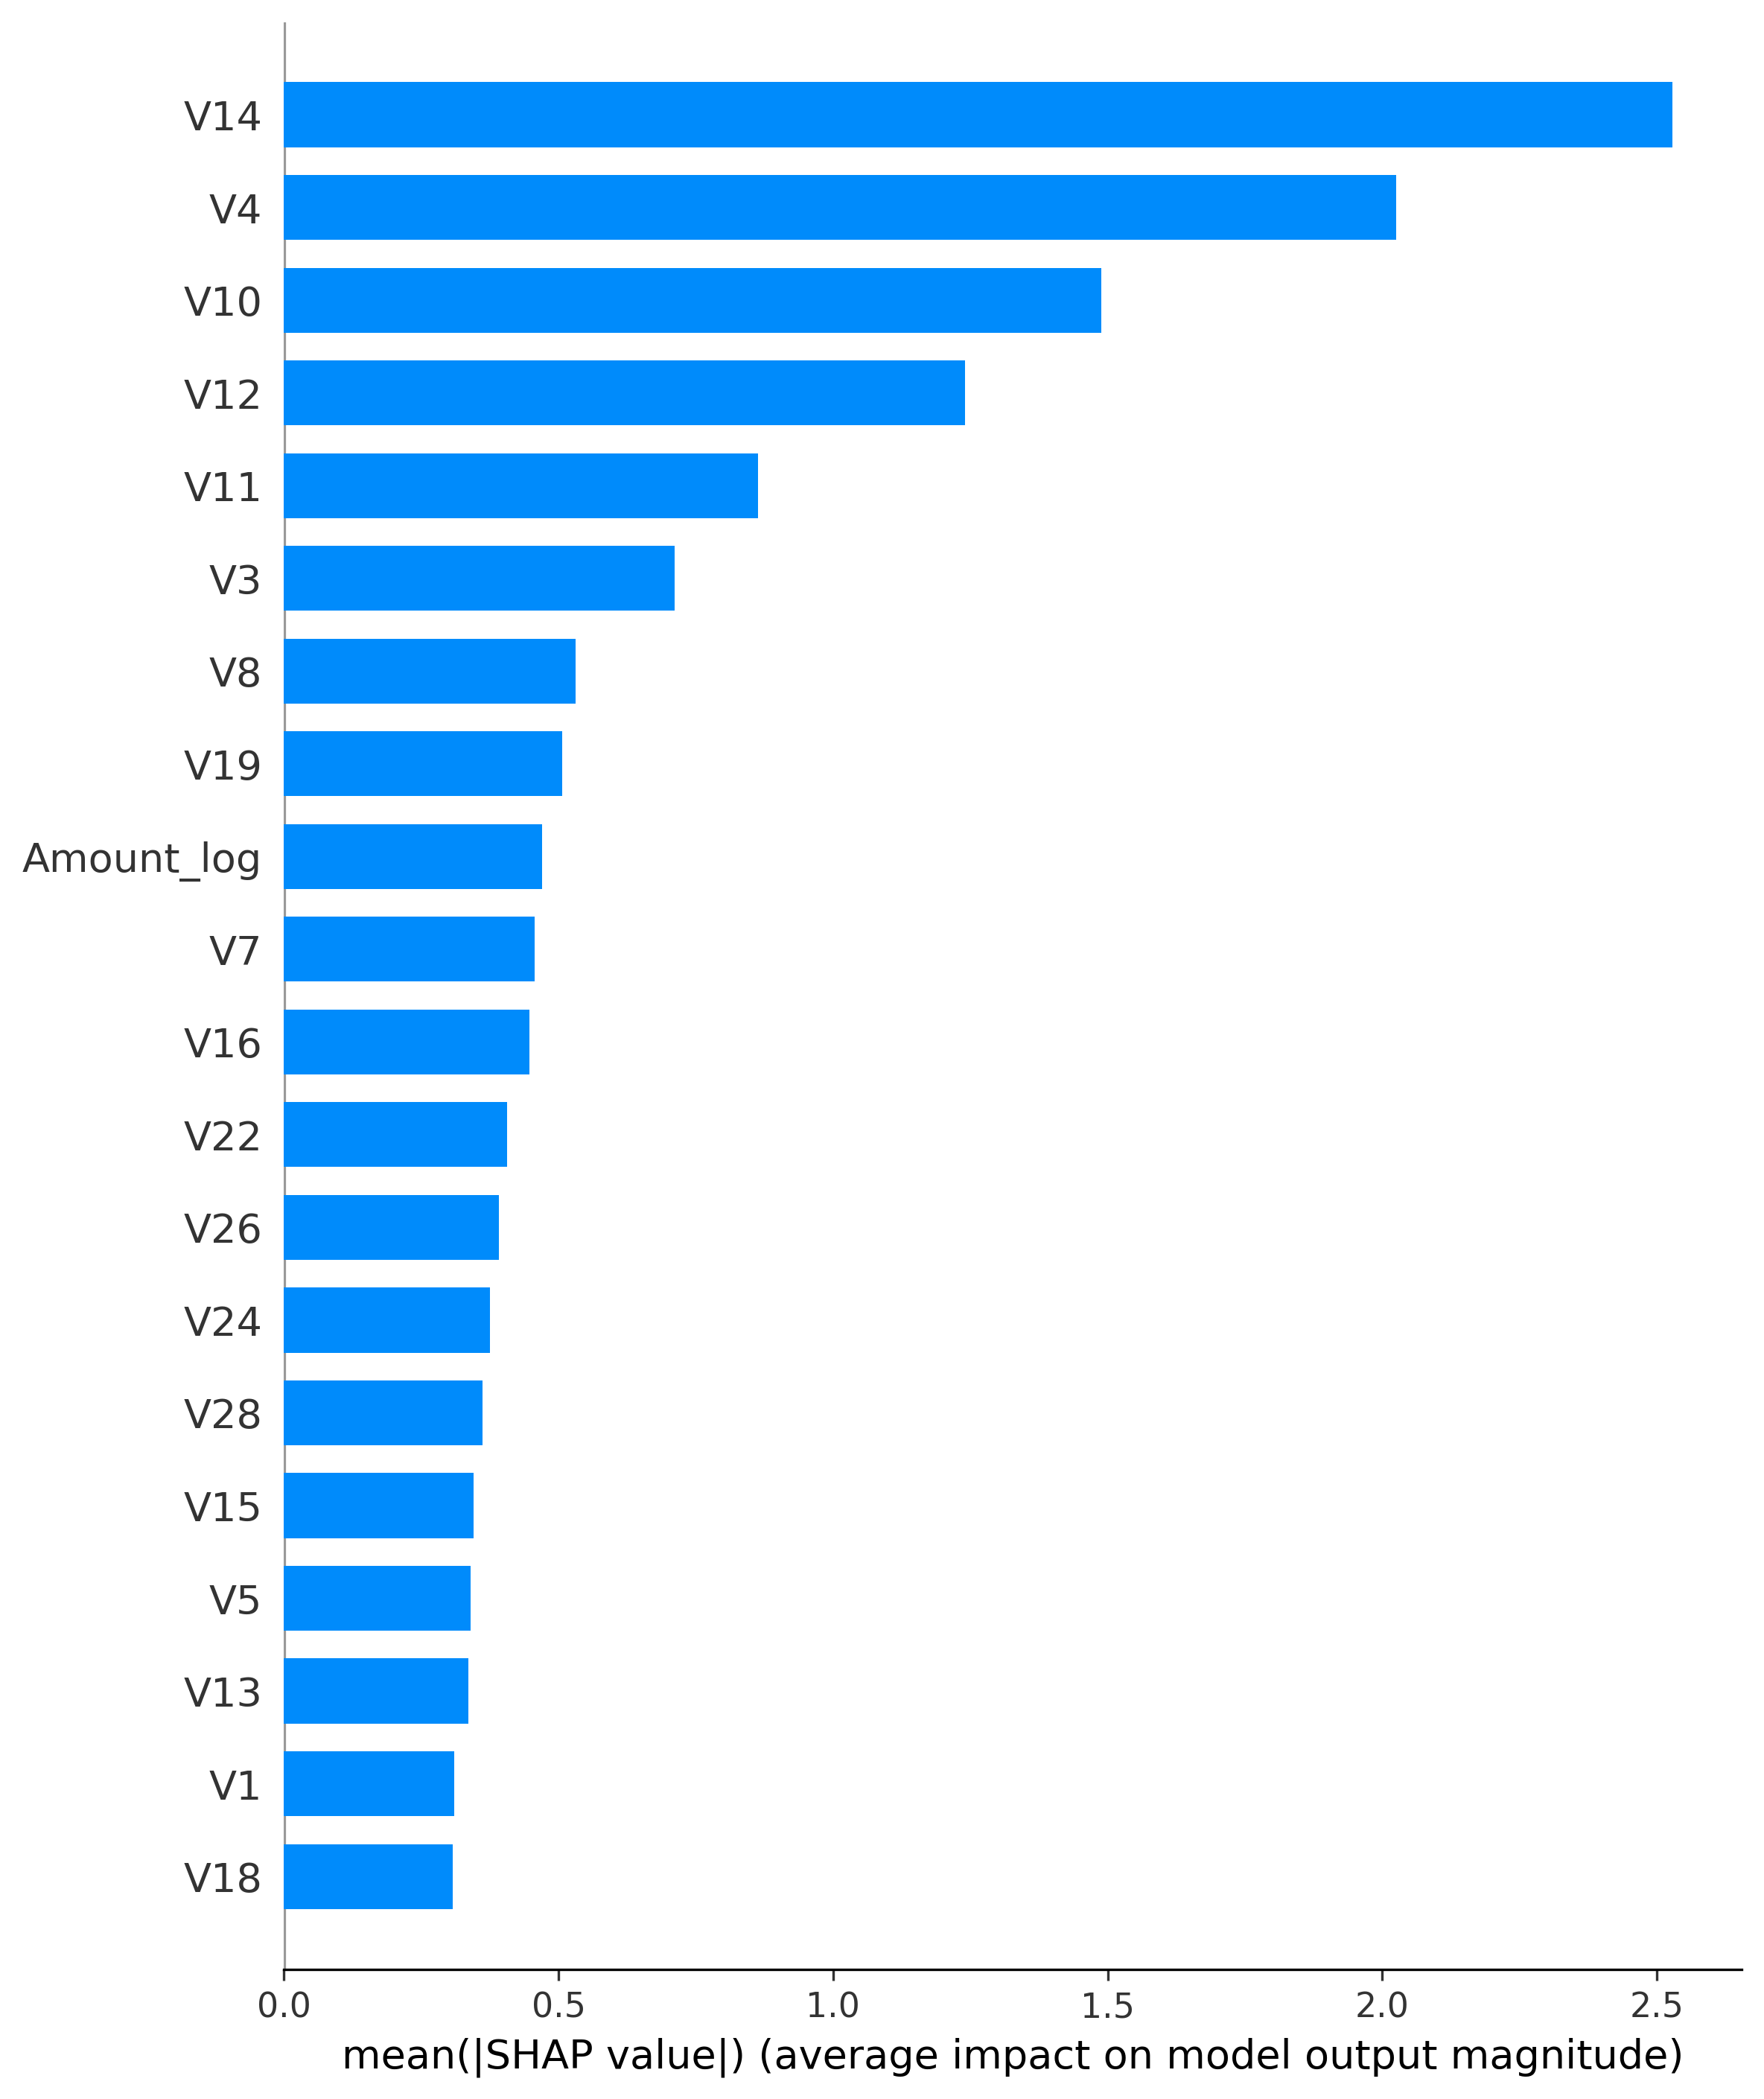 V14
V4
V10
V12
V11
V3
V8
V19
Amount_log
V7
V16
V22
V26
V24
V28
V15
V5
V13
V1
V18
0.0 0.5 1.0 1.5 2.0 2.5
mean(|SHAP value|) (average impact on model output magnitude)